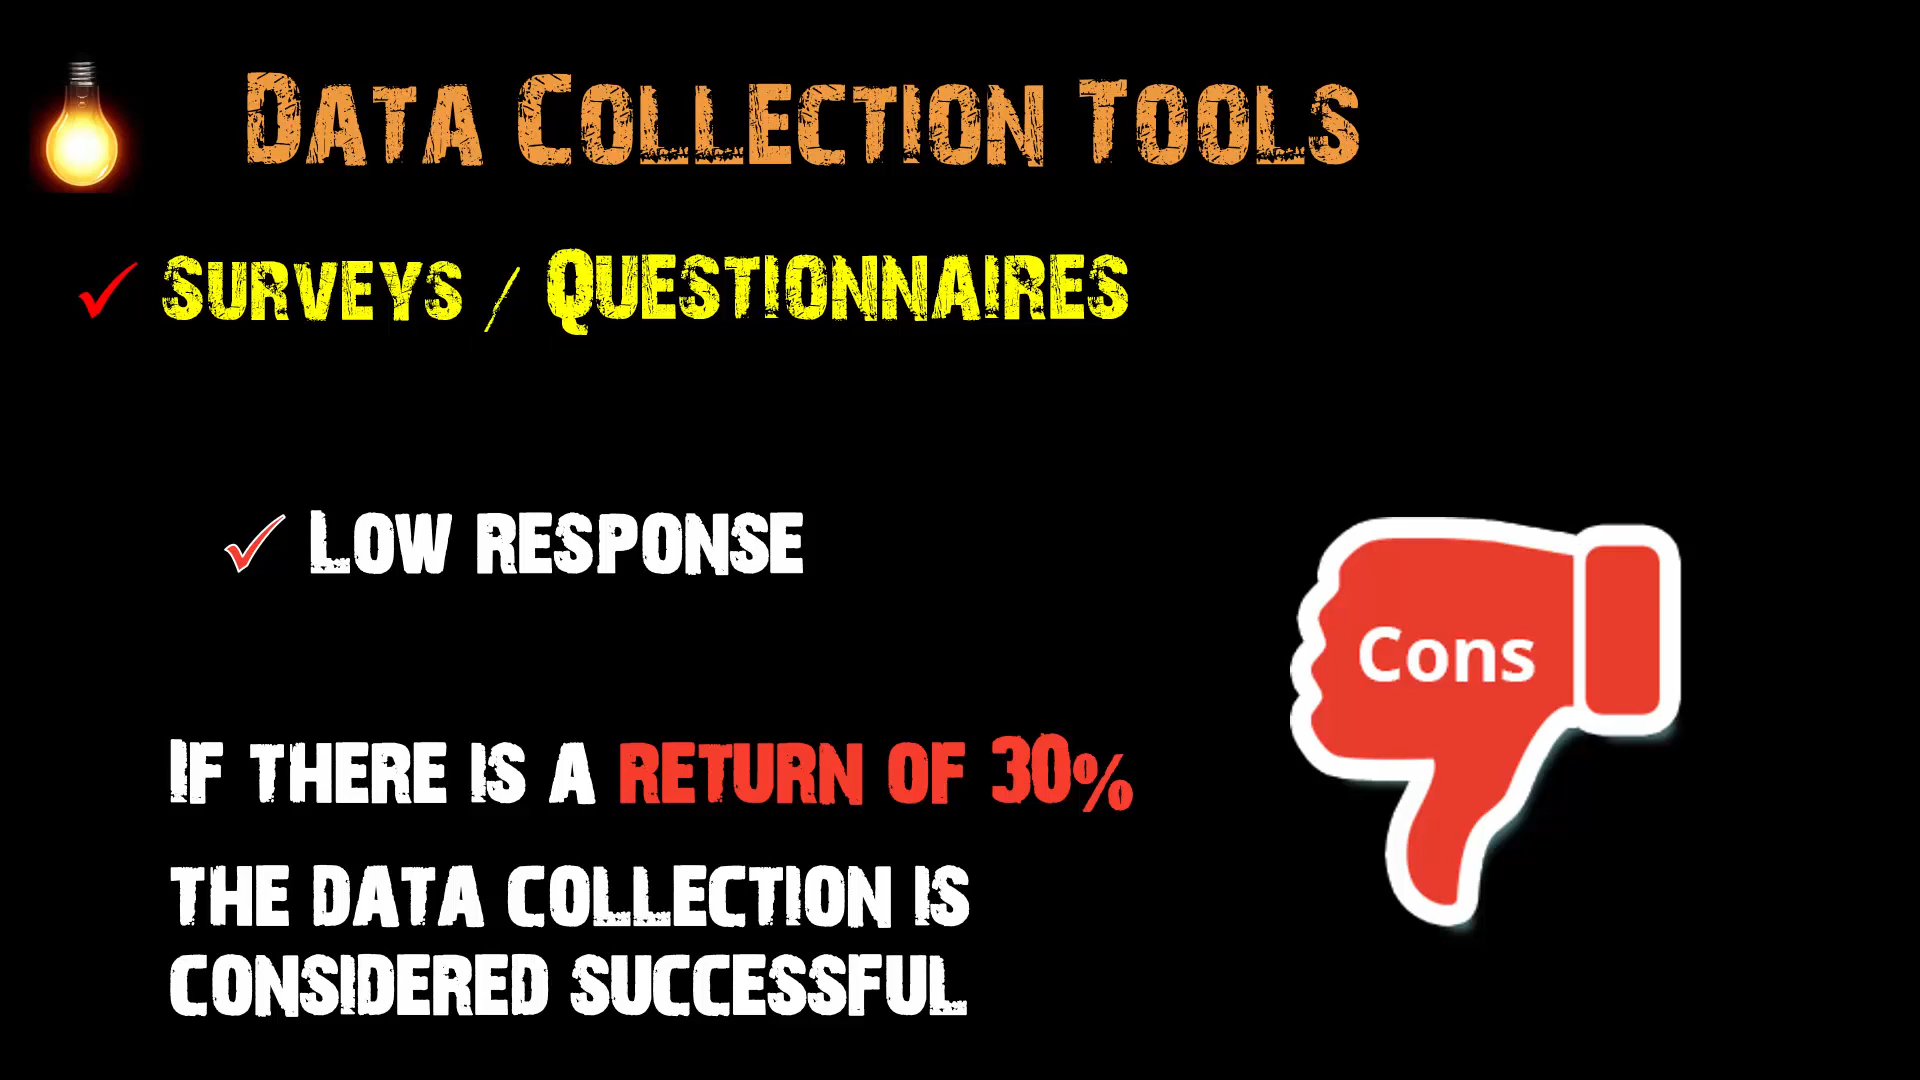 Data Collection Tools
Surveys / Questionnaires
Low response
Cons
If there is a return of 30%
the data collection is
considered successful